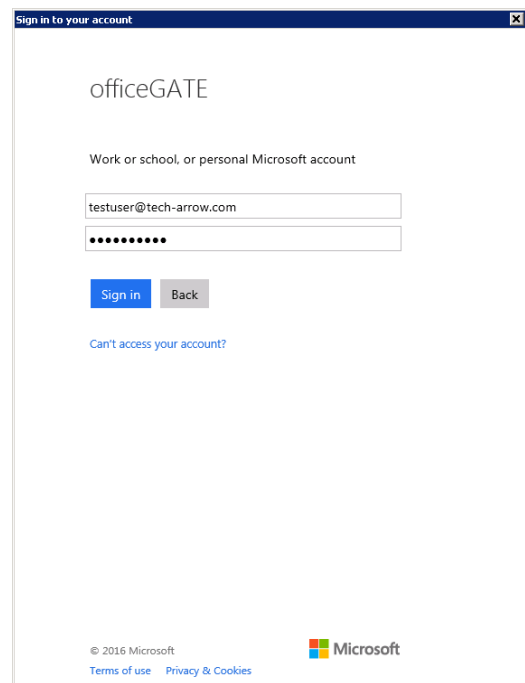 Sign in to your account
officeGATE
Work or school, or personal Microsoft account
testuser@tech-arrow.com
●●●●●●●●●●
Sign in Back
Can't access your account?
© 2016 Microsoft
Microsoft
Terms of use Privacy & Cookies